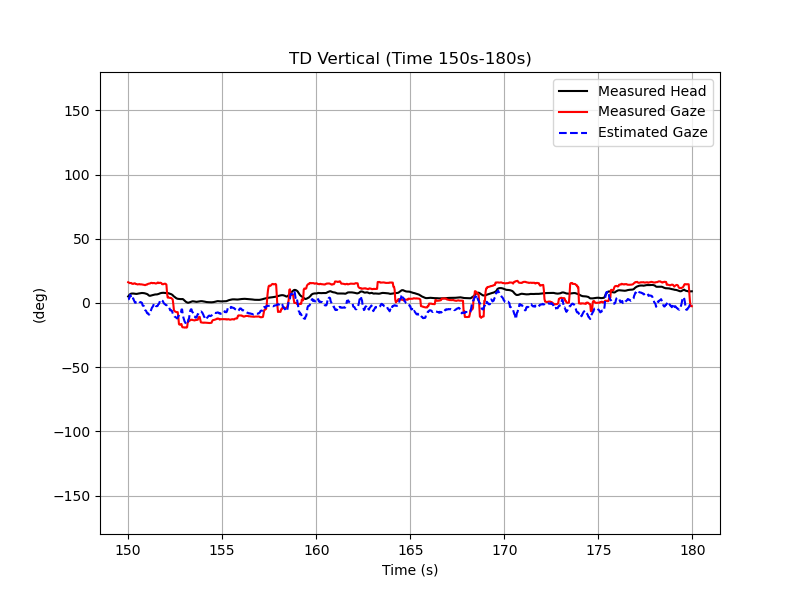 TD Vertical (Time 150s-180s)
Measured Head
Measured Gaze
Estimated Gaze
150
100
50
0
−50
−100
−150
(deg)
150 155 160 165 170 175 180
Time (s)